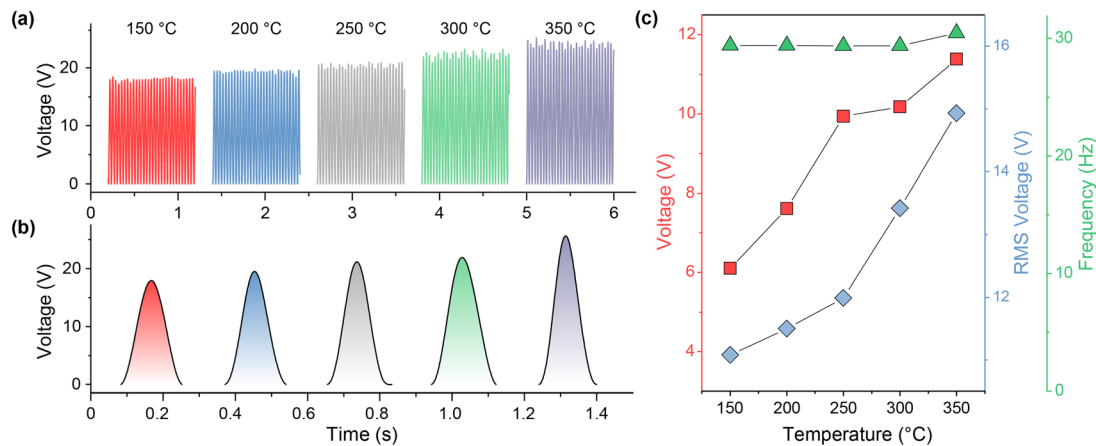 (a)
150 °C 200 °C 250 °C 300 °C 350 °C
Voltage (V)
20
10
0
0 1 2 3 4 5 6
(b)
Voltage (V)
20
10
0
0 0.2 0.4 0.6 0.8 1.0 1.2 1.4
Time (s)
(c)
Voltage (V)
12
10
8
6
4
150 200 250 300 350
Temperature (°C)
RMS Voltage (V)
16
14
12
10
Frequency (Hz)
30
20
10
0